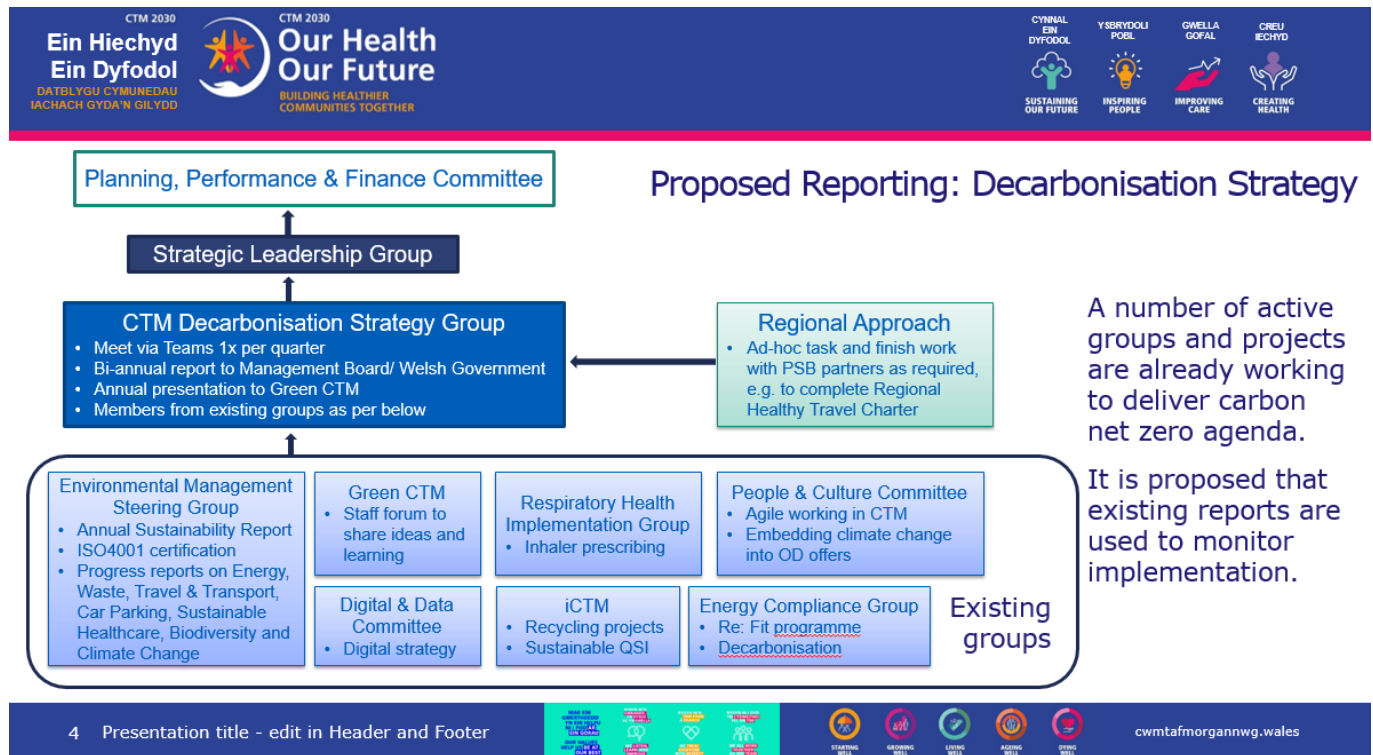 CTM 2030
Ein Hiechyd
Ein Dyfodol
DATBLYGU CYMUNEDAU
IACHACH GYDA'N GILYDD
CTM 2030
Our Health
Our Future
BUILDING HEALTHIER
COMMUNITIES TOGETHER
CYNNAL
EIN
DYFODOL
SUSTAINING
OUR FUTURE
YSBRYDOLI
POBL
INSPIRING
PEOPLE
GWELLA
GOFAL
IMPROVING
CARE
CREU
IECHYD
CREATING
HEALTH
Proposed Reporting: Decarbonisation Strategy
Planning, Performance & Finance Committee
Strategic Leadership Group
CTM Decarbonisation Strategy Group
• Meet via Teams 1x per quarter
• Bi-annual report to Management Board/ Welsh Government
• Annual presentation to Green CTM
• Members from existing groups as per below
Regional Approach
• Ad-hoc task and finish work
with PSB partners as required,
e.g. to complete Regional
Healthy Travel Charter
A number of active
groups and projects
are already working
to deliver carbon
net zero agenda.
It is proposed that
existing reports are
used to monitor
implementation.
Environmental Management
Steering Group
• Annual Sustainability Report
• ISO4001 certification
• Progress reports on Energy,
Waste, Travel & Transport,
Car Parking, Sustainable
Healthcare, Biodiversity and
Climate Change
Green CTM
• Staff forum to
share ideas and
learning
Respiratory Health
Implementation Group
• Inhaler prescribing
People & Culture Committee
• Agile working in CTM
• Embedding climate change
into OD offers
Digital & Data
Committee
• Digital strategy
iCTM
• Recycling projects
• Sustainable QSI
Energy Compliance Group
• Re: Fit programme
• Decarbonisation
Existing
groups
4 Presentation title - edit in Header and Footer
STARTING
WELL
GROWING
WELL
LIVING
WELL
AGEING
WELL
DYING
WELL
cwmtafmorgannwg.wales